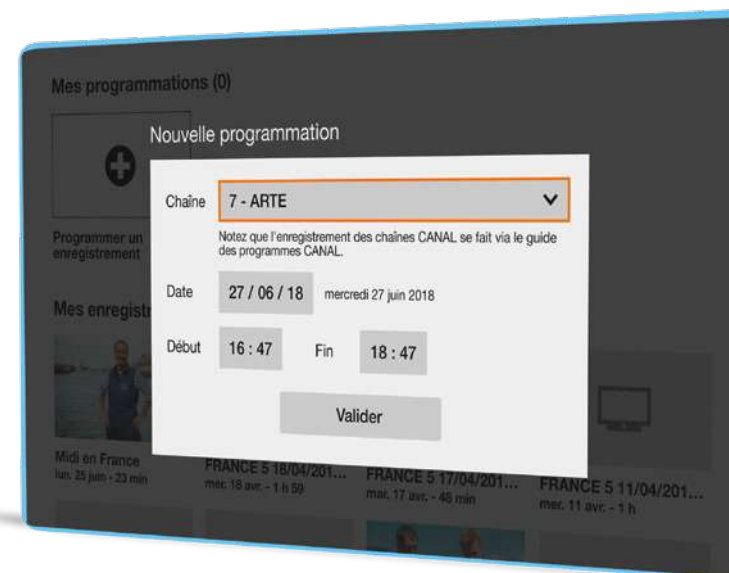 Mes programmations (0)
Nouvelle programmation
Chaîne 7 - ARTE
Notez que l'enregistrement des chaînes CANAL se fait via le guide
des programmes CANAL.
Programmer un
enregistrement
Date 27 / 06 / 18 mercredi 27 juin 2018
Mes enregistr
Début 16 : 47 Fin 18 : 47
Valider
Midi en France
lun. 25 juin - 23 min
FRANCE 5 18/04/201...
mer. 18 avr. - 1 h 59
FRANCE 5 17/04/201...
mar. 17 avr. - 48 min
FRANCE 5 11/04/201...
mer. 11 avr. - 1 h